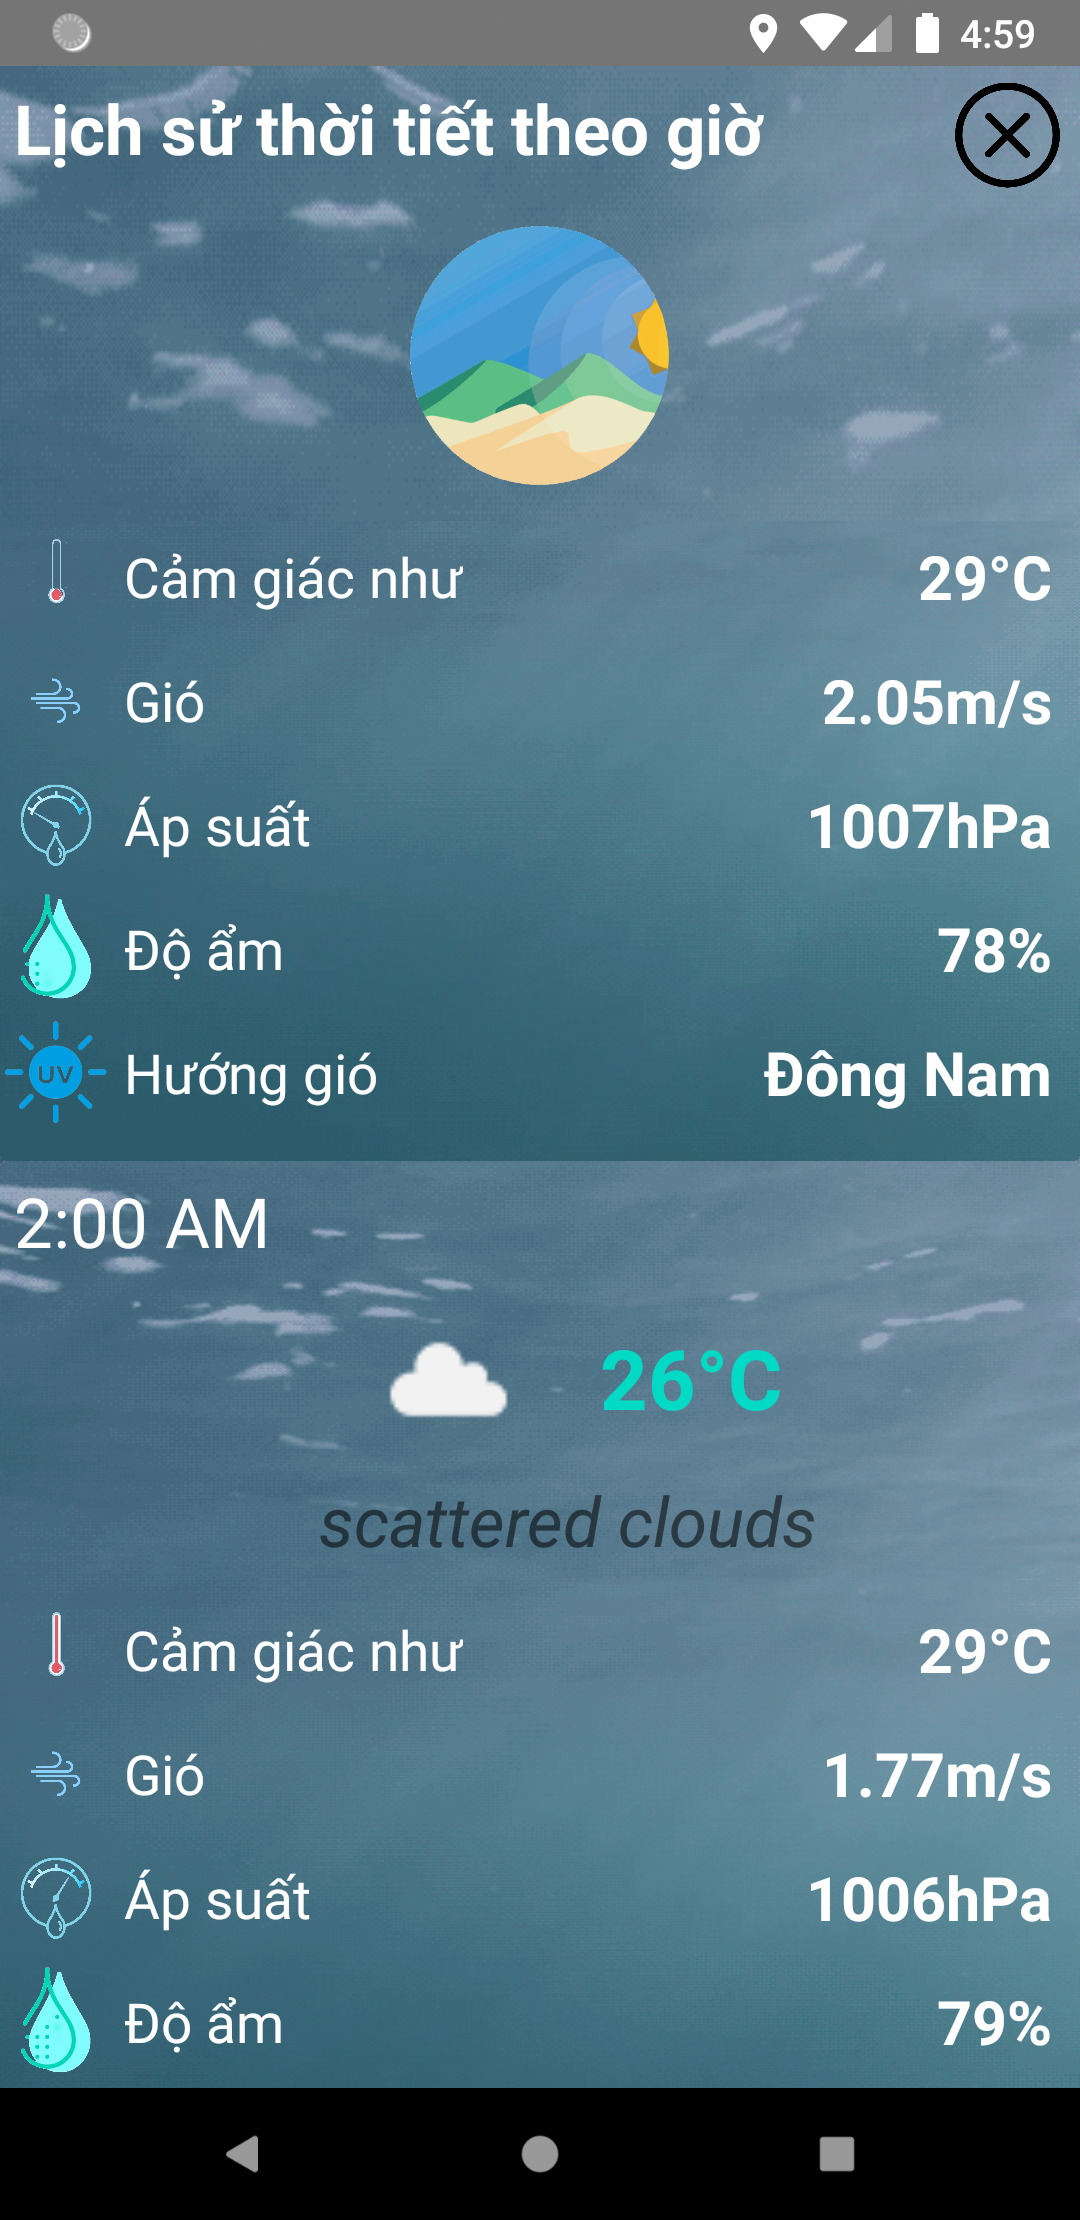 4:59
Lịch sử thời tiết theo giờ
Cảm giác như 29°C
Gió 2.05m/s
Áp suất 1007hPa
Độ ẩm 78%
UV Hướng gió Đông Nam
2:00 AM
26°C
scattered clouds
Cảm giác như 29°C
Gió 1.77m/s
Áp suất 1006hPa
Độ ẩm 79%